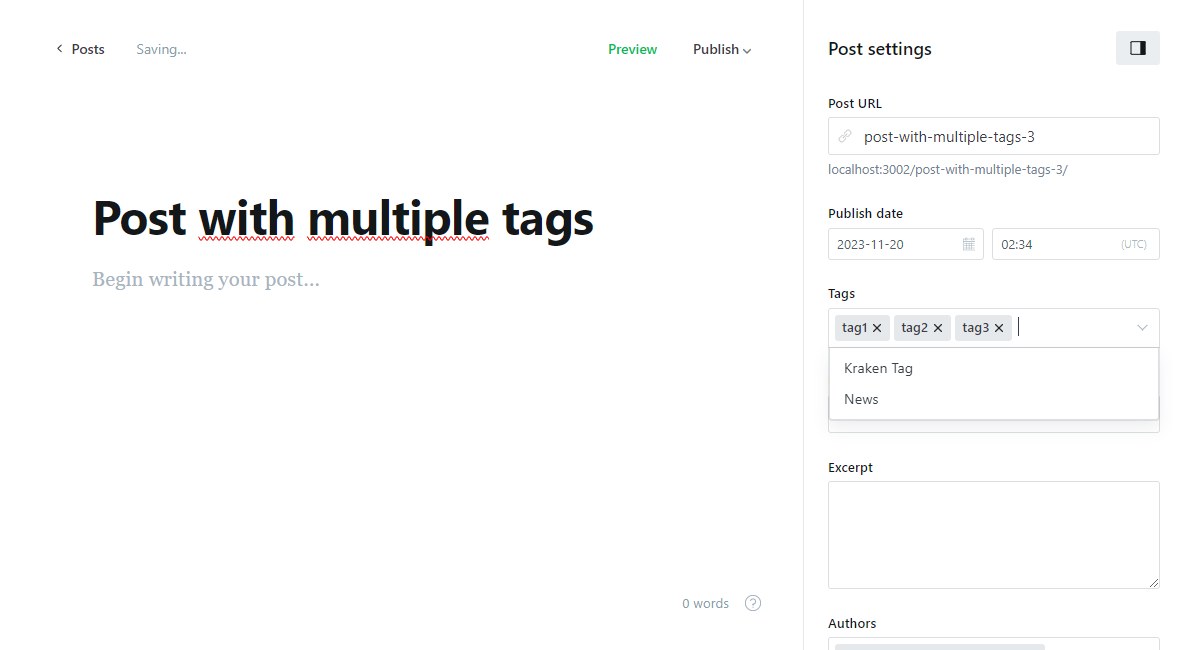 Posts
Saving...
Preview
Publish
Post with multiple tags
Begin writing your post...
0 words
?
Post settings
Post URL
post-with-multiple-tags-3
localhost:3002/post-with-multiple-tags-3/
Publish date
2023-11-20
02:34
(UTC)
Tags
tag1 tag2 tag3
Kraken Tag
News
Excerpt
Authors